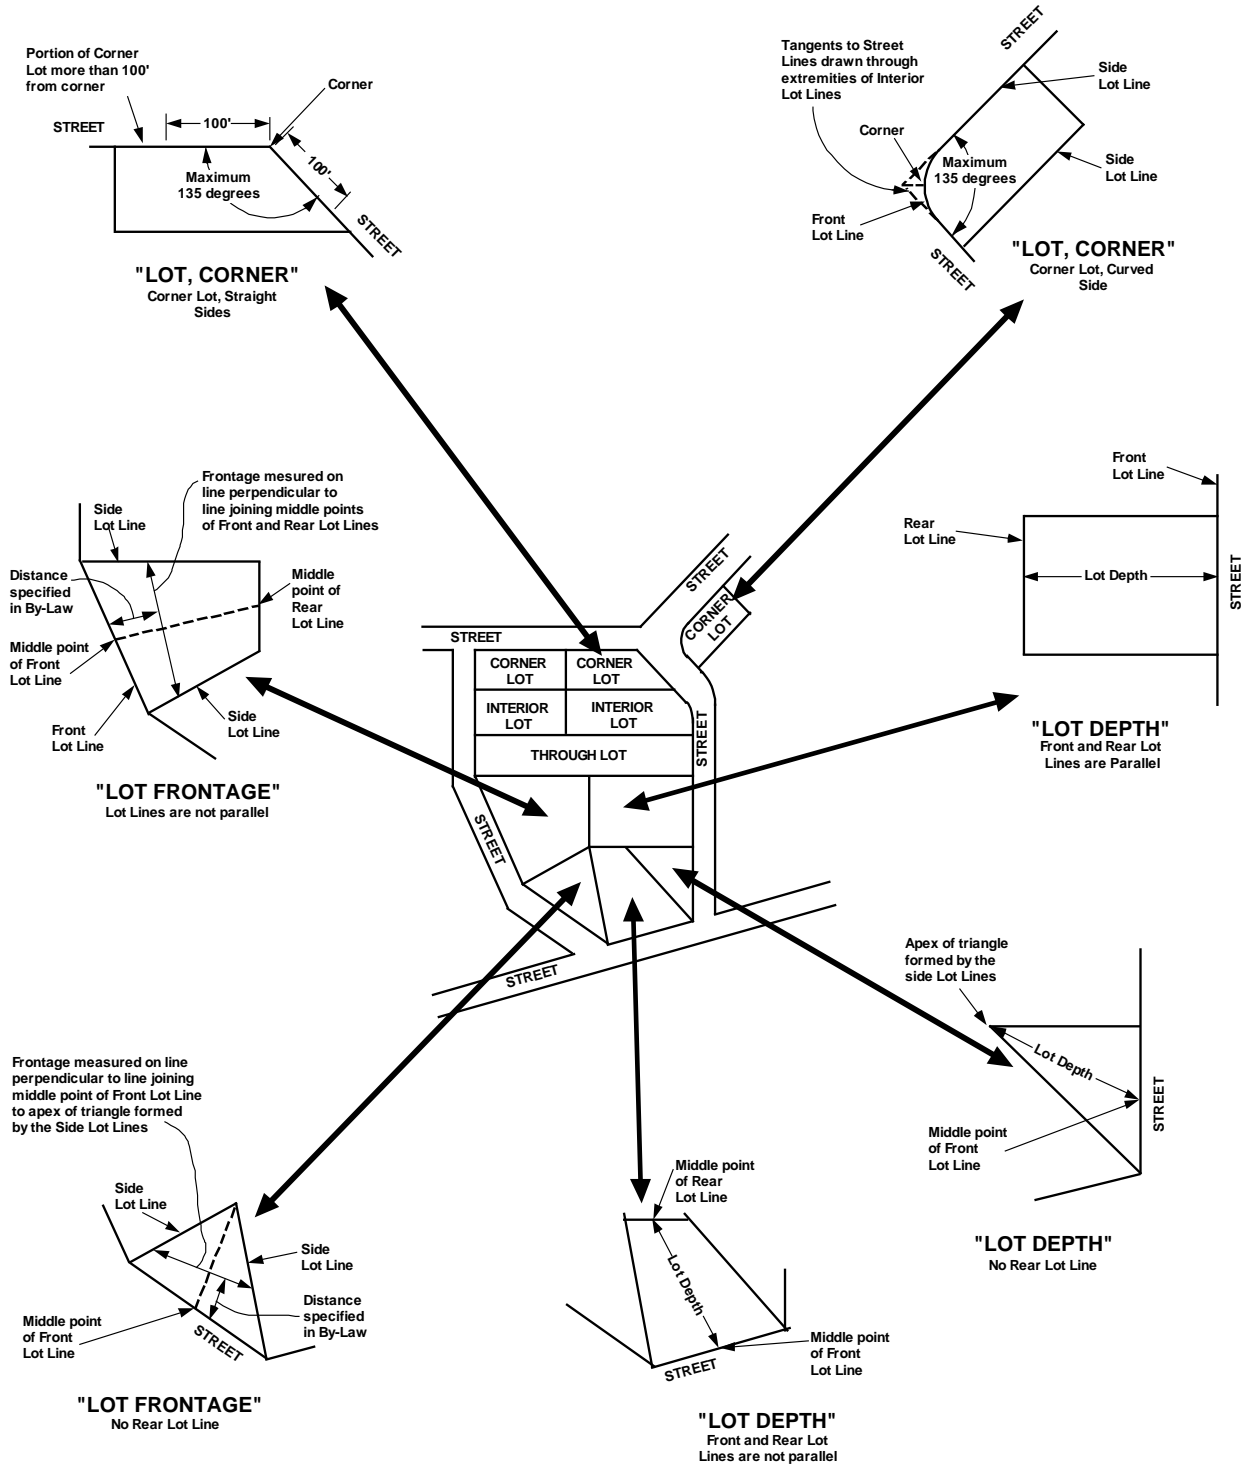 Portion of Corner
Lot more than 100'
from corner
Corner
STREET
100'
100'
Maximum
135 degrees
STREET
"LOT, CORNER"
Corner Lot, Straight
Sides
STREET
Tangents to Street
Lines drawn through
extremities of Interior
Lot Lines
Side
Lot Line
Corner
Maximum
135 degrees
Side
Lot Line
Front
Lot Line
STREET
"LOT, CORNER"
Corner Lot, Curved
Side
Frontage mesured on
line perpendicular to
line joining middle points
of Front and Rear Lot Lines
Side
Lot Line
Distance
specified
in By-Law
Middle
point of
Rear
Lot Line
Middle point
of Front
Lot Line
Front
Lot Line
Side
Lot Line
"LOT FRONTAGE"
Lot Lines are not parallel
Front
Lot Line
Rear
Lot Line
Lot Depth
STREET
"LOT DEPTH"
Front and Rear Lot
Lines are Parallel
STREET
STREET
CORNER
LOT
CORNER
LOT
CORNER
LOT
INTERIOR
LOT
INTERIOR
LOT
STREET
THROUGH LOT
STREET
STREET
Apex of triangle
formed by the
side Lot Lines
Lot Depth
STREET
Middle point
of Front
Lot Line
"LOT DEPTH"
No Rear Lot Line
Frontage measured on line
perpendicular to line joining
middle point of Front Lot Line
to apex of triangle formed
by the Side Lot Lines
Side
Lot Line
Side
Lot Line
Distance
specified
in By-Law
Middle point
of Front
Lot Line
STREET
"LOT FRONTAGE"
No Rear Lot Line
Middle point
of Rear
Lot Line
Lot Depth
Middle point
of Front
Lot Line
STREET
"LOT DEPTH"
Front and Rear Lot
Lines are not parallel